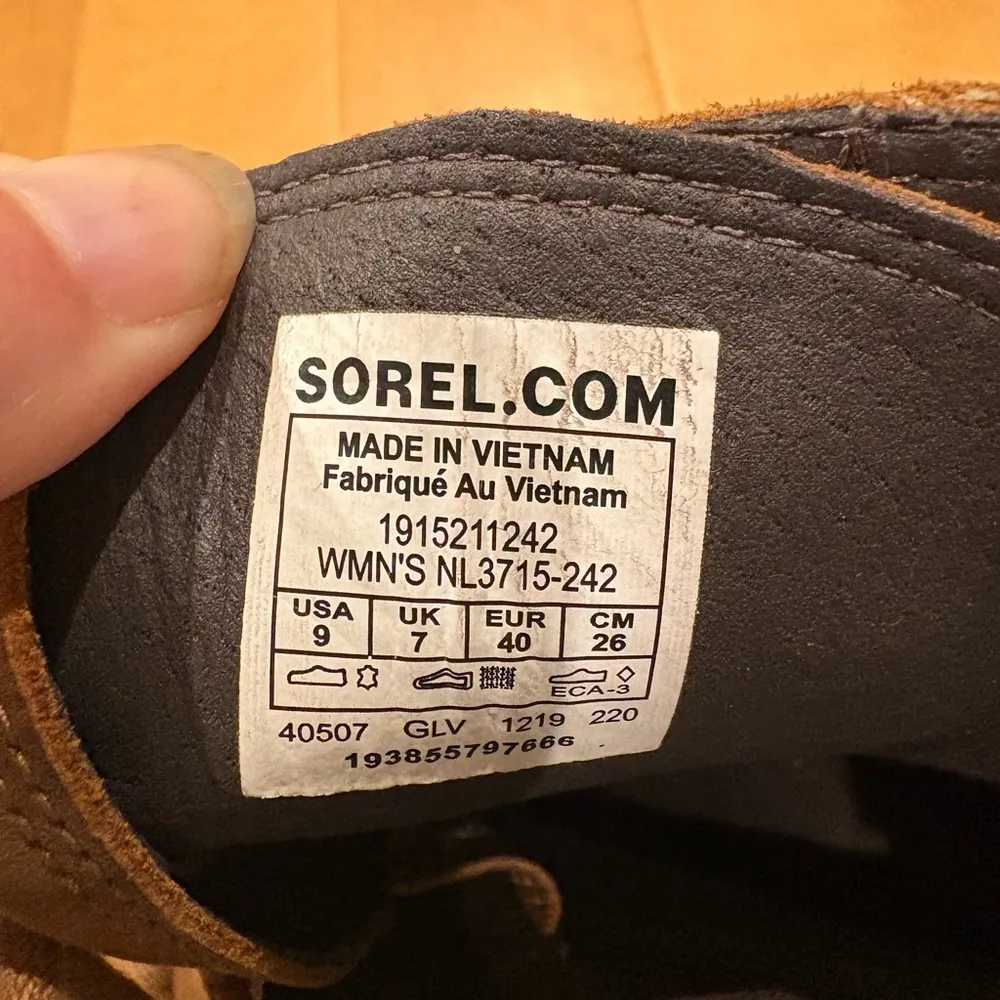 SOREL.COM
MADE IN VIETNAM
Fabriqué Au Vietnam
1915211242
WMN'S NL3715-242
USA UK EUR CM
9 7 40 26
ECA-3
40507 GLV 1219 220
193855797666